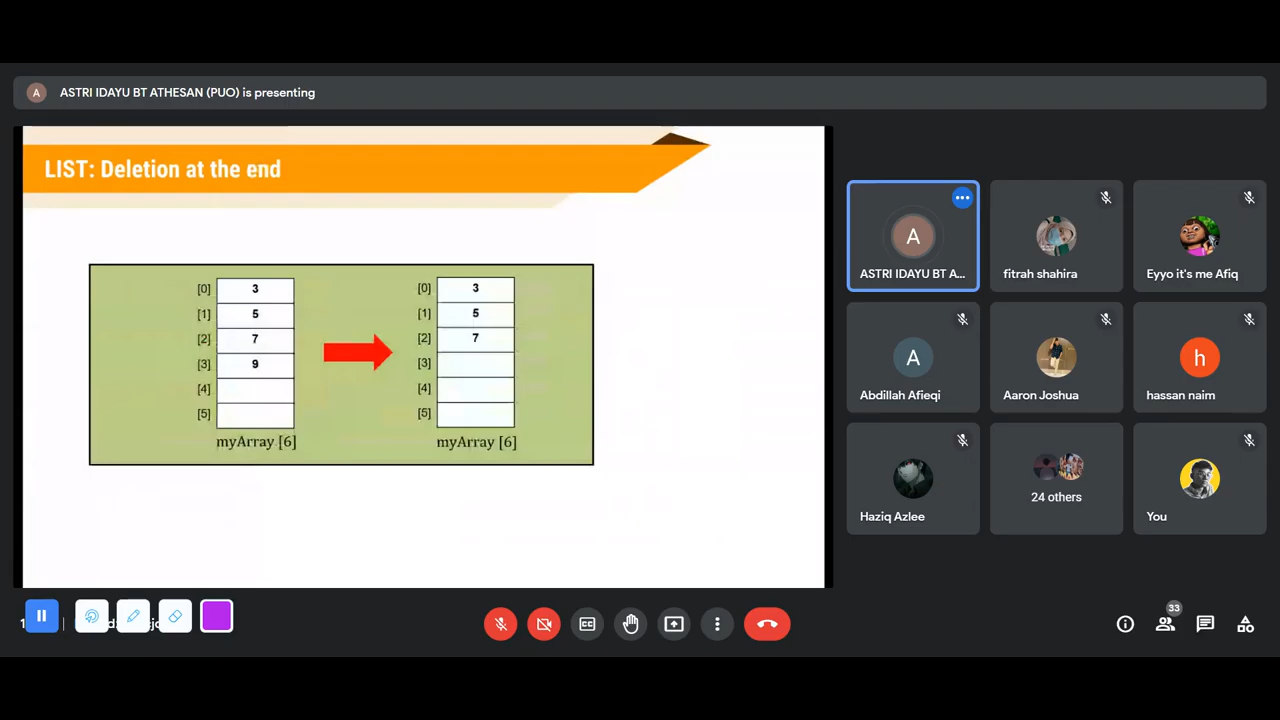 A ASTRI IDAYU BT ATHESAN (PUO) is presenting
LIST: Deletion at the end
[0] 3 [0] 3
[1] 5 [1] 5
[2] 7 [2] 7
[3] 9 [3]
[4] [4]
[5] [5]
myArray [6] myArray [6]
A
ASTRI IDAYU BT A...
fitrah shahira
Eyyo it's me Afiq
A
Abdillah Afieqi
Aaron Joshua
h
hassan naim
Haziq Azlee
24 others
You
CC
33